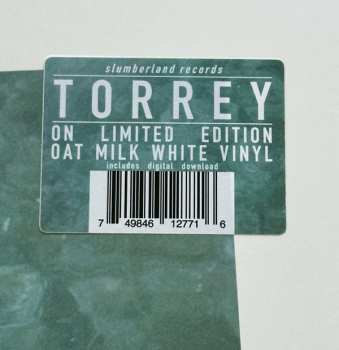 slumberland records
TORREY
ON LIMITED EDITION
OAT MILK WHITE VINYL
includes digital download
7 49846 12771 6